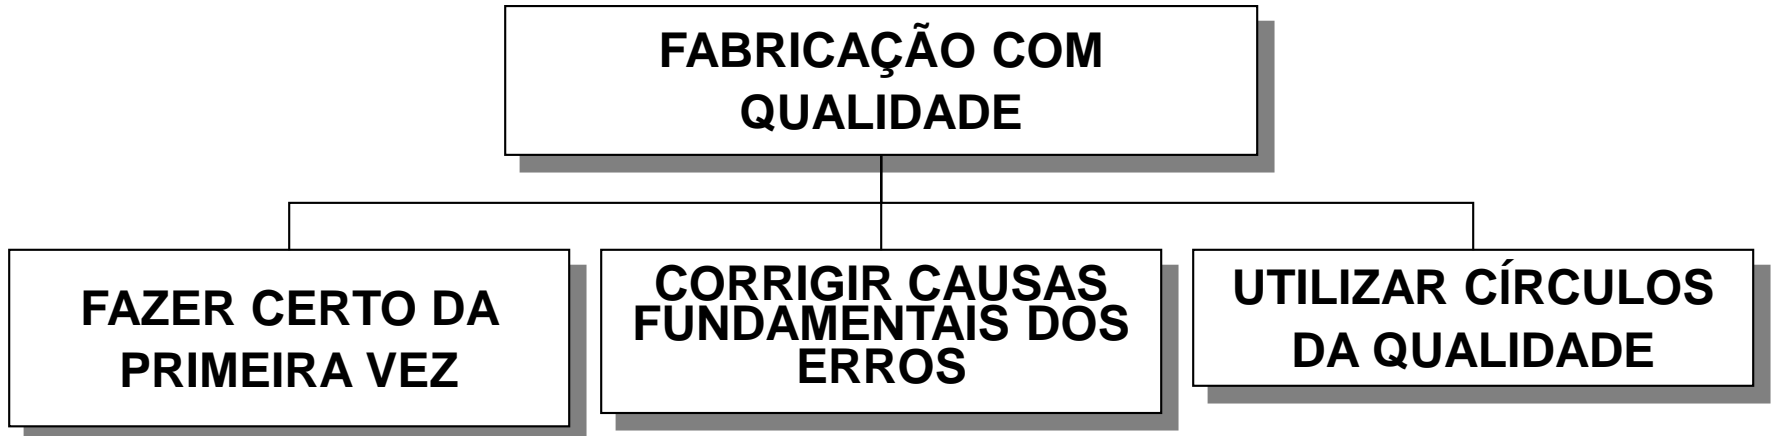 FABRICAÇÃO COM
QUALIDADE
FAZER CERTO DA
PRIMEIRA VEZ
CORRIGIR CAUSAS
FUNDAMENTAIS DOS
ERROS
UTILIZAR CÍRCULOS
DA QUALIDADE